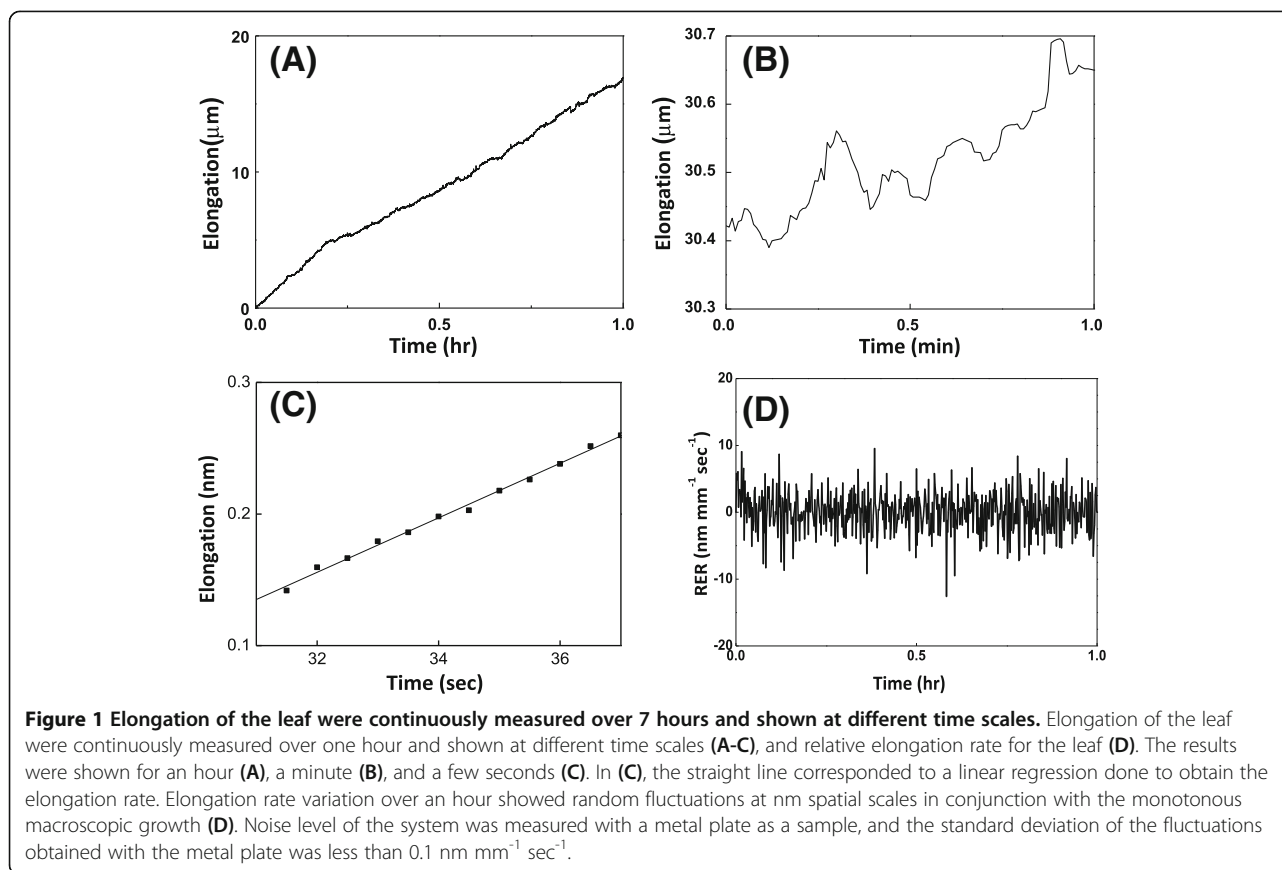 (A)
20
10
0
Elongation(μm)
0.0
0.5
1.0
Time (hr)
(B)
30.7
30.6
30.5
30.4
30.3
Elongation (μm)
0.0
0.5
1.0
Time (min)
(C)
0.3
0.2
0.1
Elongation (nm)
32
34
36
Time (sec)
(D)
20
10
0
-10
-20
RER (nm mm⁻¹ sec⁻¹)
0.0
0.5
1.0
Time (hr)
Figure 1 Elongation of the leaf were continuously measured over 7 hours and shown at different time scales. Elongation of the leaf
were continuously measured over one hour and shown at different time scales (A-C), and relative elongation rate for the leaf (D). The results
were shown for an hour (A), a minute (B), and a few seconds (C). In (C), the straight line corresponded to a linear regression done to obtain the
elongation rate. Elongation rate variation over an hour showed random fluctuations at nm spatial scales in conjunction with the monotonous
macroscopic growth (D). Noise level of the system was measured with a metal plate as a sample, and the standard deviation of the fluctuations
obtained with the metal plate was less than 0.1 nm mm⁻¹ sec⁻¹.